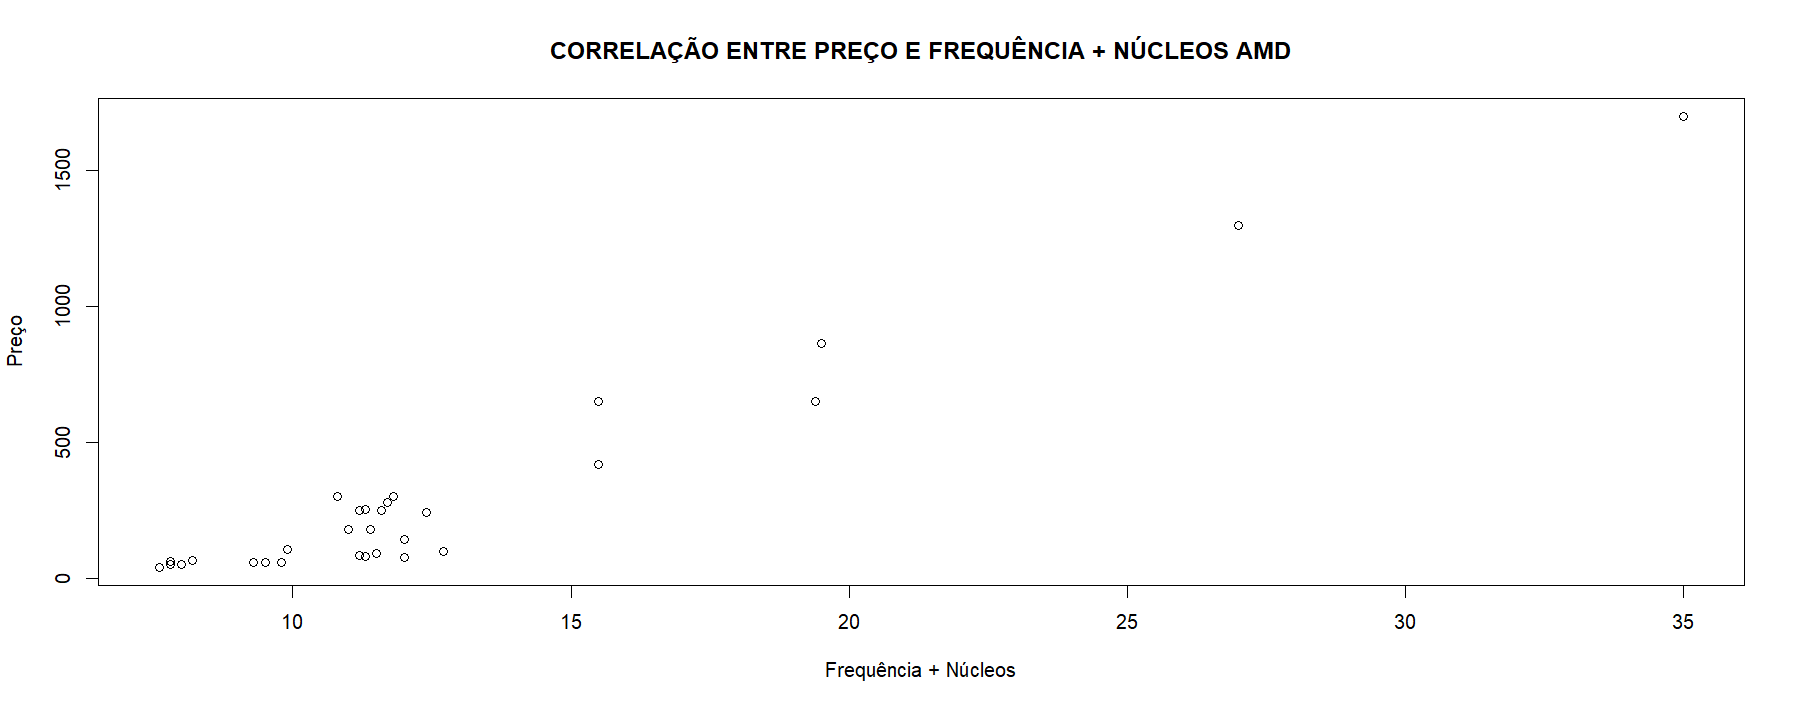 CORRELAÇÃO ENTRE PREÇO E FREQUÊNCIA + NÚCLEOS AMD
Preço
1500
1000
500
0
10 15 20 25 30 35
Frequência + Núcleos